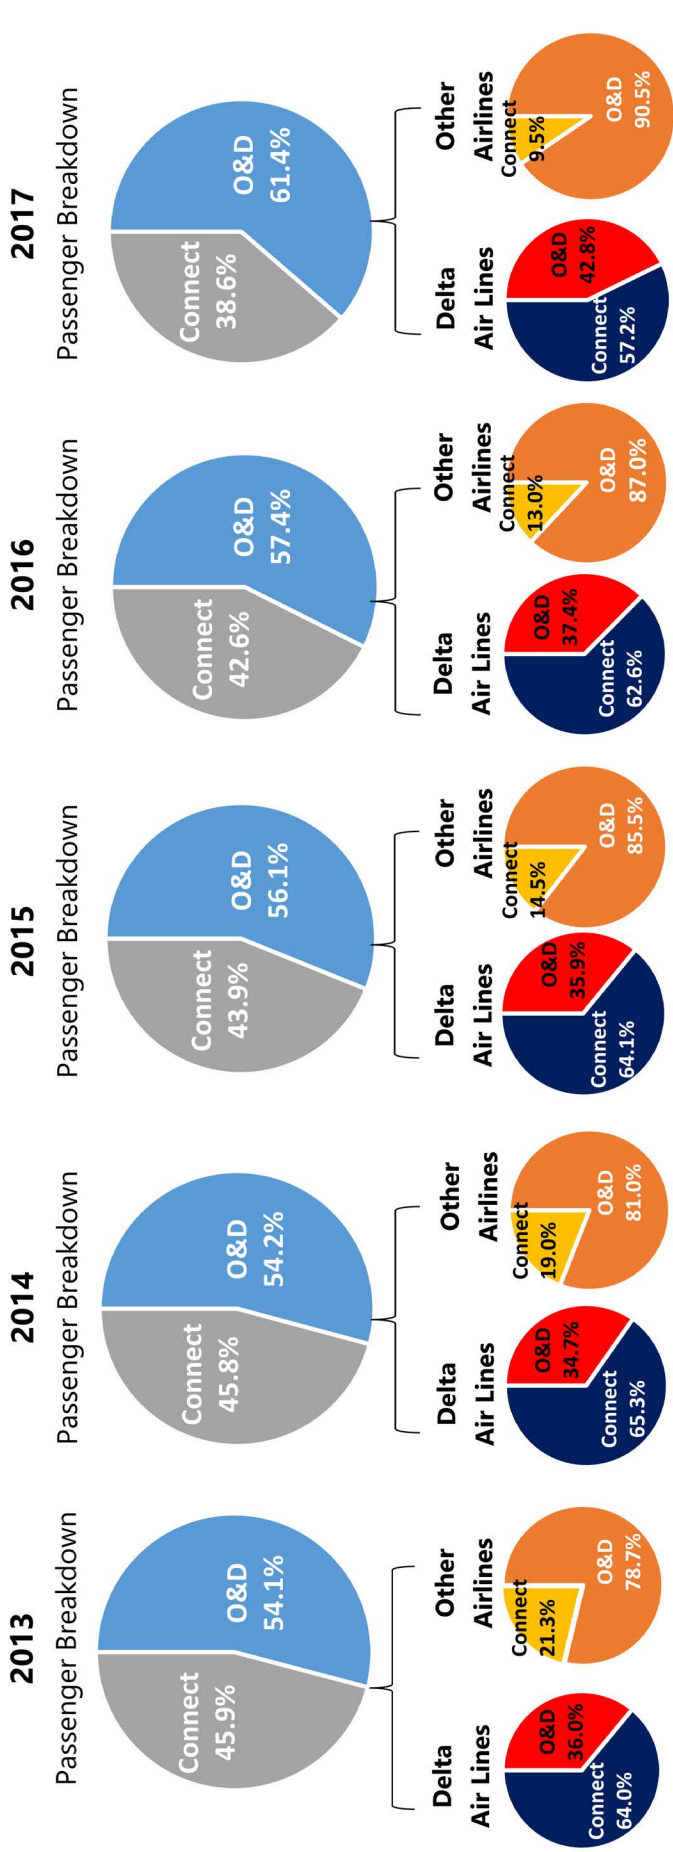 2013
Passenger Breakdown
Connect
45.9%
O&D
54.1%
Delta
Air Lines
Other
Airlines
Connect
64.0%
O&D
36.0%
Connect
21.3%
O&D
78.7%
2014
Passenger Breakdown
Connect
45.8%
O&D
54.2%
Delta
Air Lines
Other
Airlines
Connect
65.3%
O&D
34.7%
Connect
19.0%
O&D
81.0%
2015
Passenger Breakdown
Connect
43.9%
O&D
56.1%
Delta
Air Lines
Other
Airlines
Connect
64.1%
O&D
35.9%
Connect
14.5%
O&D
85.5%
2016
Passenger Breakdown
Connect
42.6%
O&D
57.4%
Delta
Air Lines
Other
Airlines
Connect
62.6%
O&D
37.4%
Connect
13.0%
O&D
87.0%
2017
Passenger Breakdown
Connect
38.6%
O&D
61.4%
Delta
Air Lines
Other
Airlines
Connect
57.2%
O&D
42.8%
Connect
9.5%
O&D
90.5%